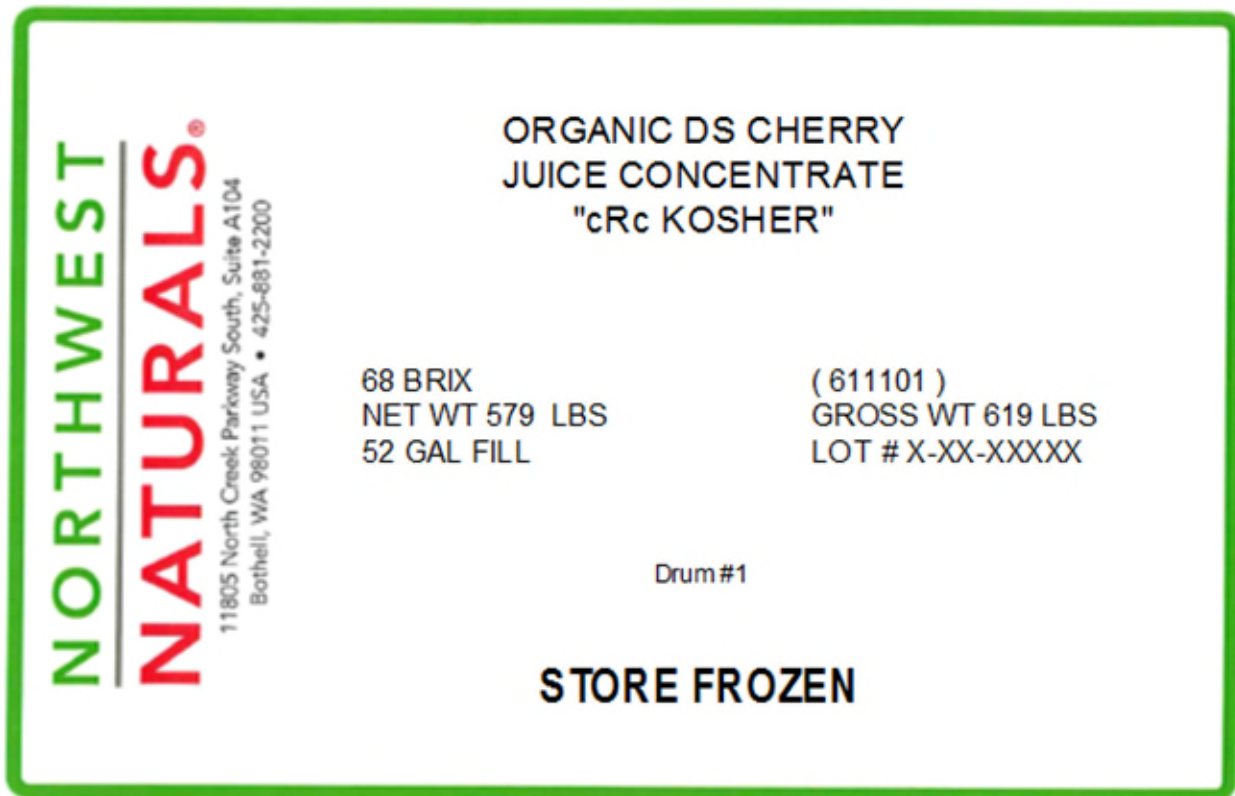 NORTHWEST
NATURALS®
11805 North Creek Parkway South, Suite A104
Bothell, WA 98011 USA • 425-881-2200
ORGANIC DS CHERRY
JUICE CONCENTRATE
"cRc KOSHER"
68 BRIX
NET WT 579 LBS
52 GAL FILL
( 611101 )
GROSS WT 619 LBS
LOT # X-XX-XXXXX
Drum #1
STORE FROZEN